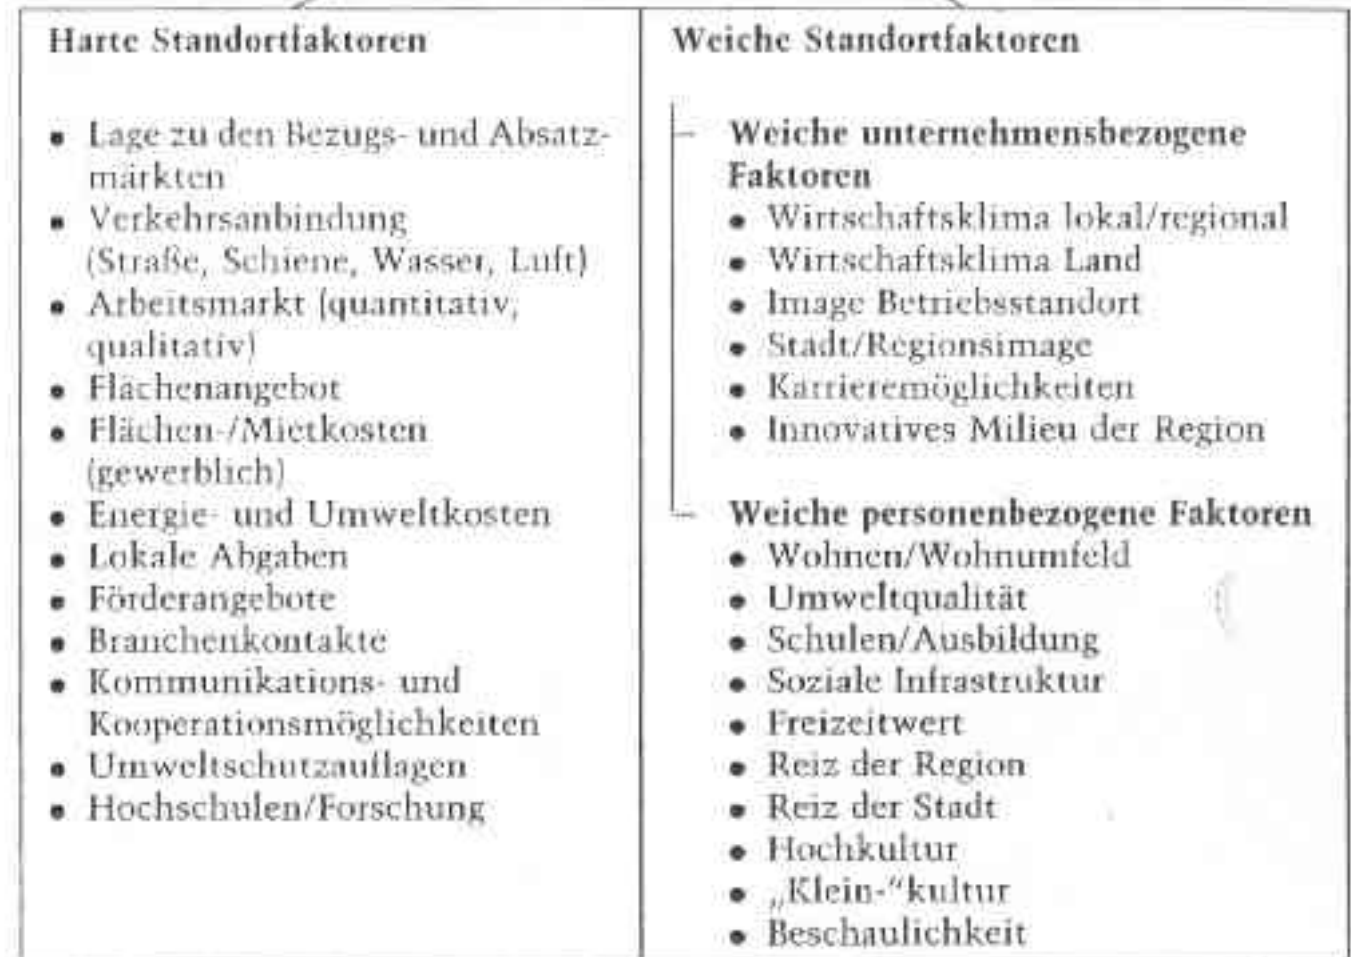 Harte Standortfaktoren
• Lage zu den Bezugs- und Absatz-
märkten
• Verkehrsanbindung
(Straße, Schiene, Wasser, Luft)
• Arbeitsmarkt (quantitativ,
qualitativ)
• Flächenangebot
• Flächen-/Mietkosten
(gewerblich)
• Energie- und Umweltkosten
• Lokale Abgaben
• Förderangebote
• Branchenkontakte
• Kommunikations- und
Kooperationsmöglichkeiten
• Umweltschutzauflagen
• Hochschulen/Forschung
Weiche Standortfaktoren
Weiche unternehmensbezogene
Faktoren
• Wirtschaftsklima lokal/regional
• Wirtschaftsklima Land
• Image Betriebsstandort
• Stadt/Regionsimage
• Karrieremöglichkeiten
• Innovatives Milieu der Region
Weiche personenbezogene Faktoren
• Wohnen/Wohnumfeld
• Umweltqualität
• Schulen/Ausbildung
• Soziale Infrastruktur
• Freizeitwert
• Reiz der Region
• Reiz der Stadt
• Hochkultur
• „Klein-“kultur
• Beschaulichkeit